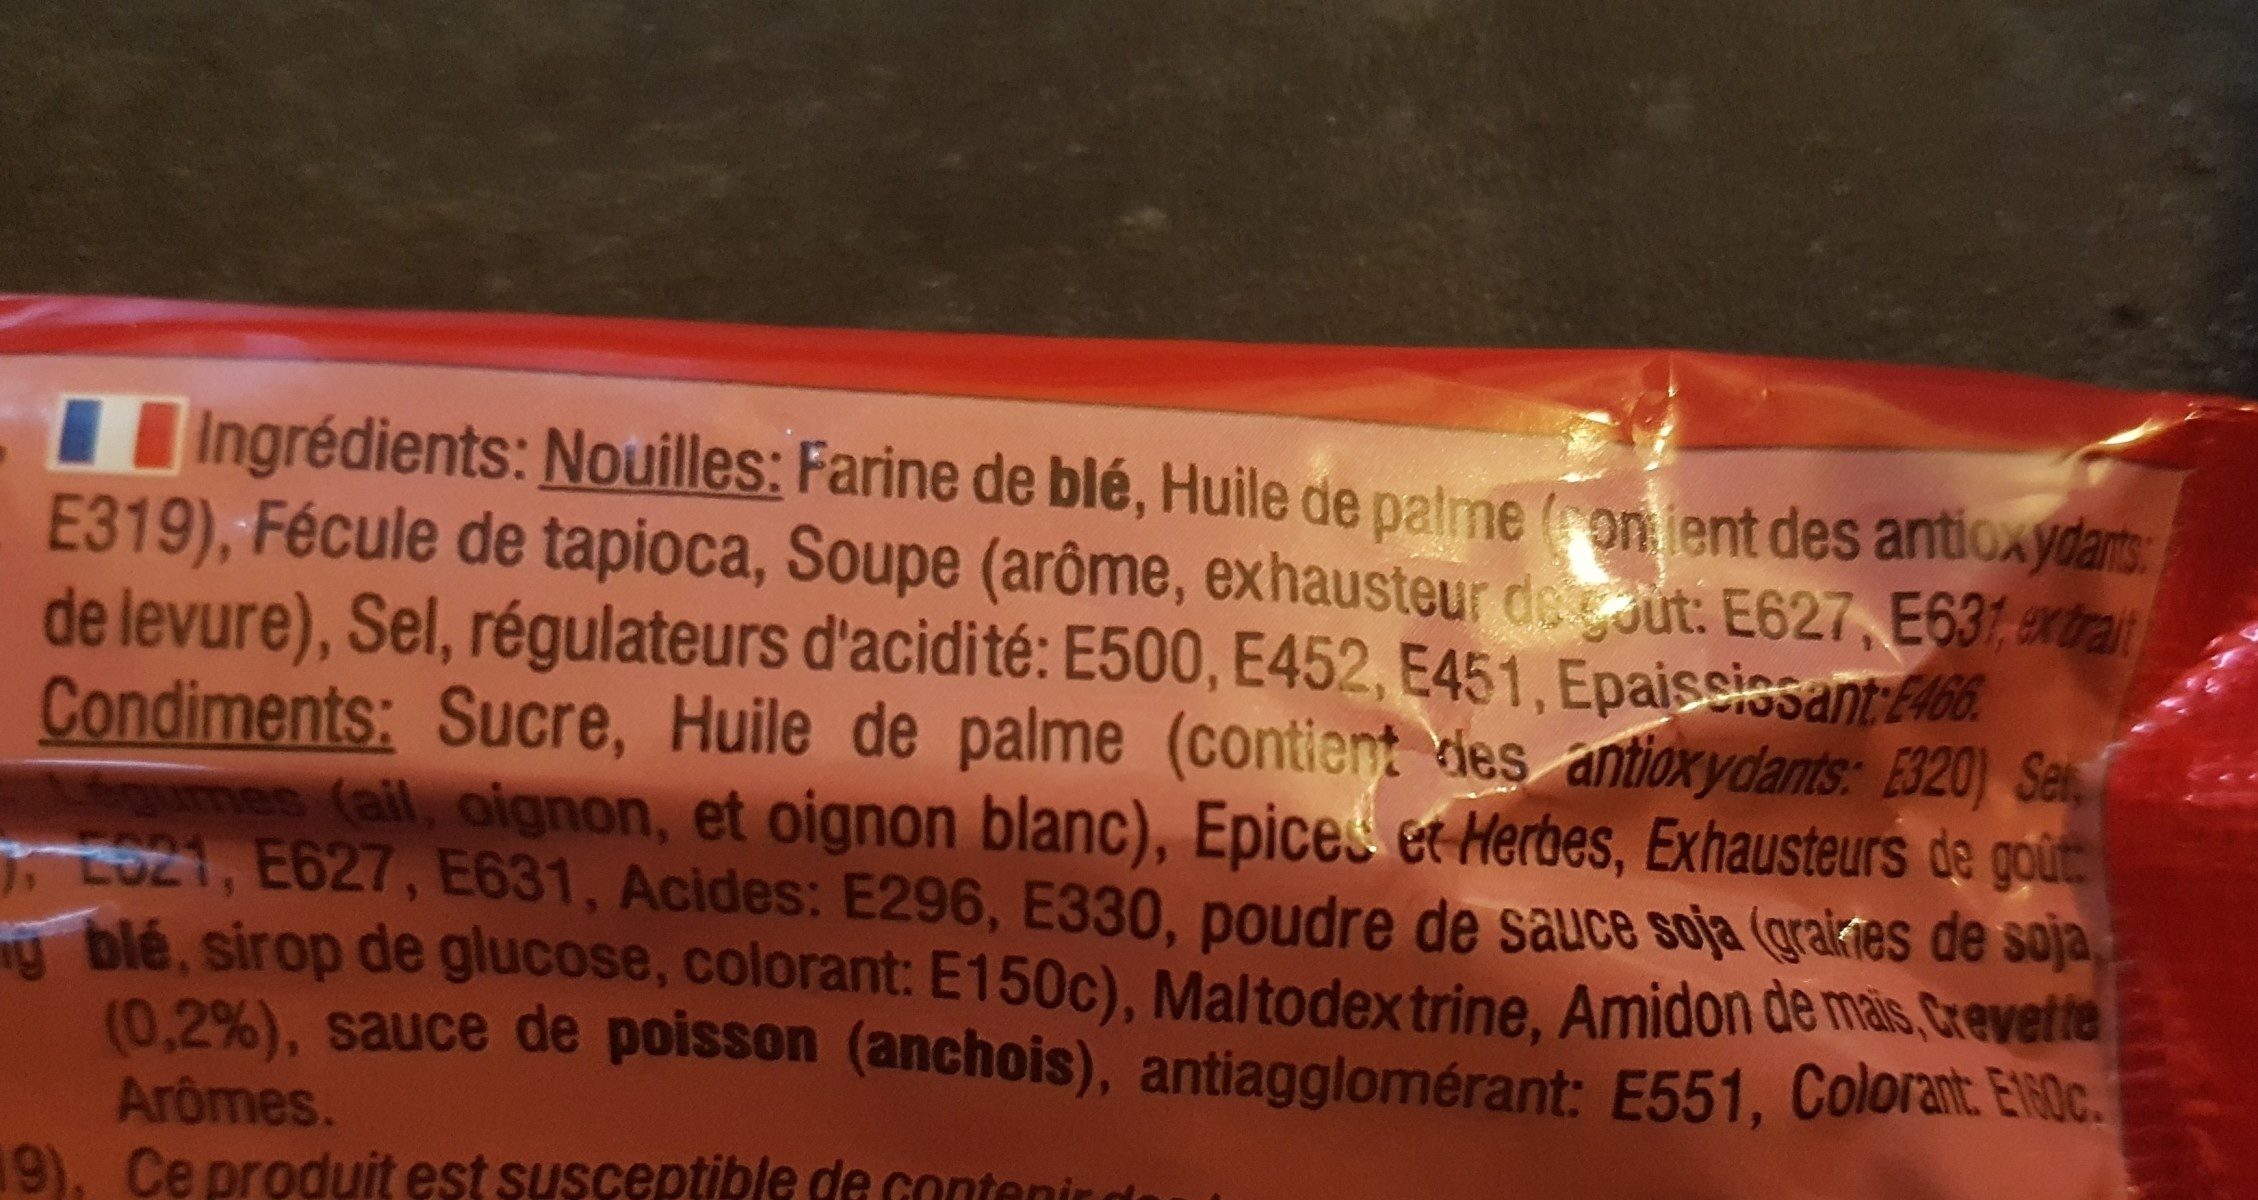 Ingrédients: Nouilles: Farine de blé, Huile de palme (contient des antioxydants:
E319), Fécule de tapioca, Soupe (arôme, exhausteur de goût: E627, E631, extrait
de levure), Sel, régulateurs d'acidité: E500, E452, E451, Epaississant: E466.
Condiments: Sucre, Huile de palme (contient des antioxydants: E320) Sel,
Légumes (ail, oignon, et oignon blanc), Epices et Herbes, Exhausteurs de goût:
E621, E627, E631, Acides: E296, E330, poudre de sauce soja (graines de soja,
blé, sirop de glucose, colorant: E150c), Maltodextrine, Amidon de maïs, Crevette
(0,2%), sauce de poisson (anchois), antiagglomérant: E551, Colorant: E160c.
Arômes.
Ce produit est susceptible de contenir